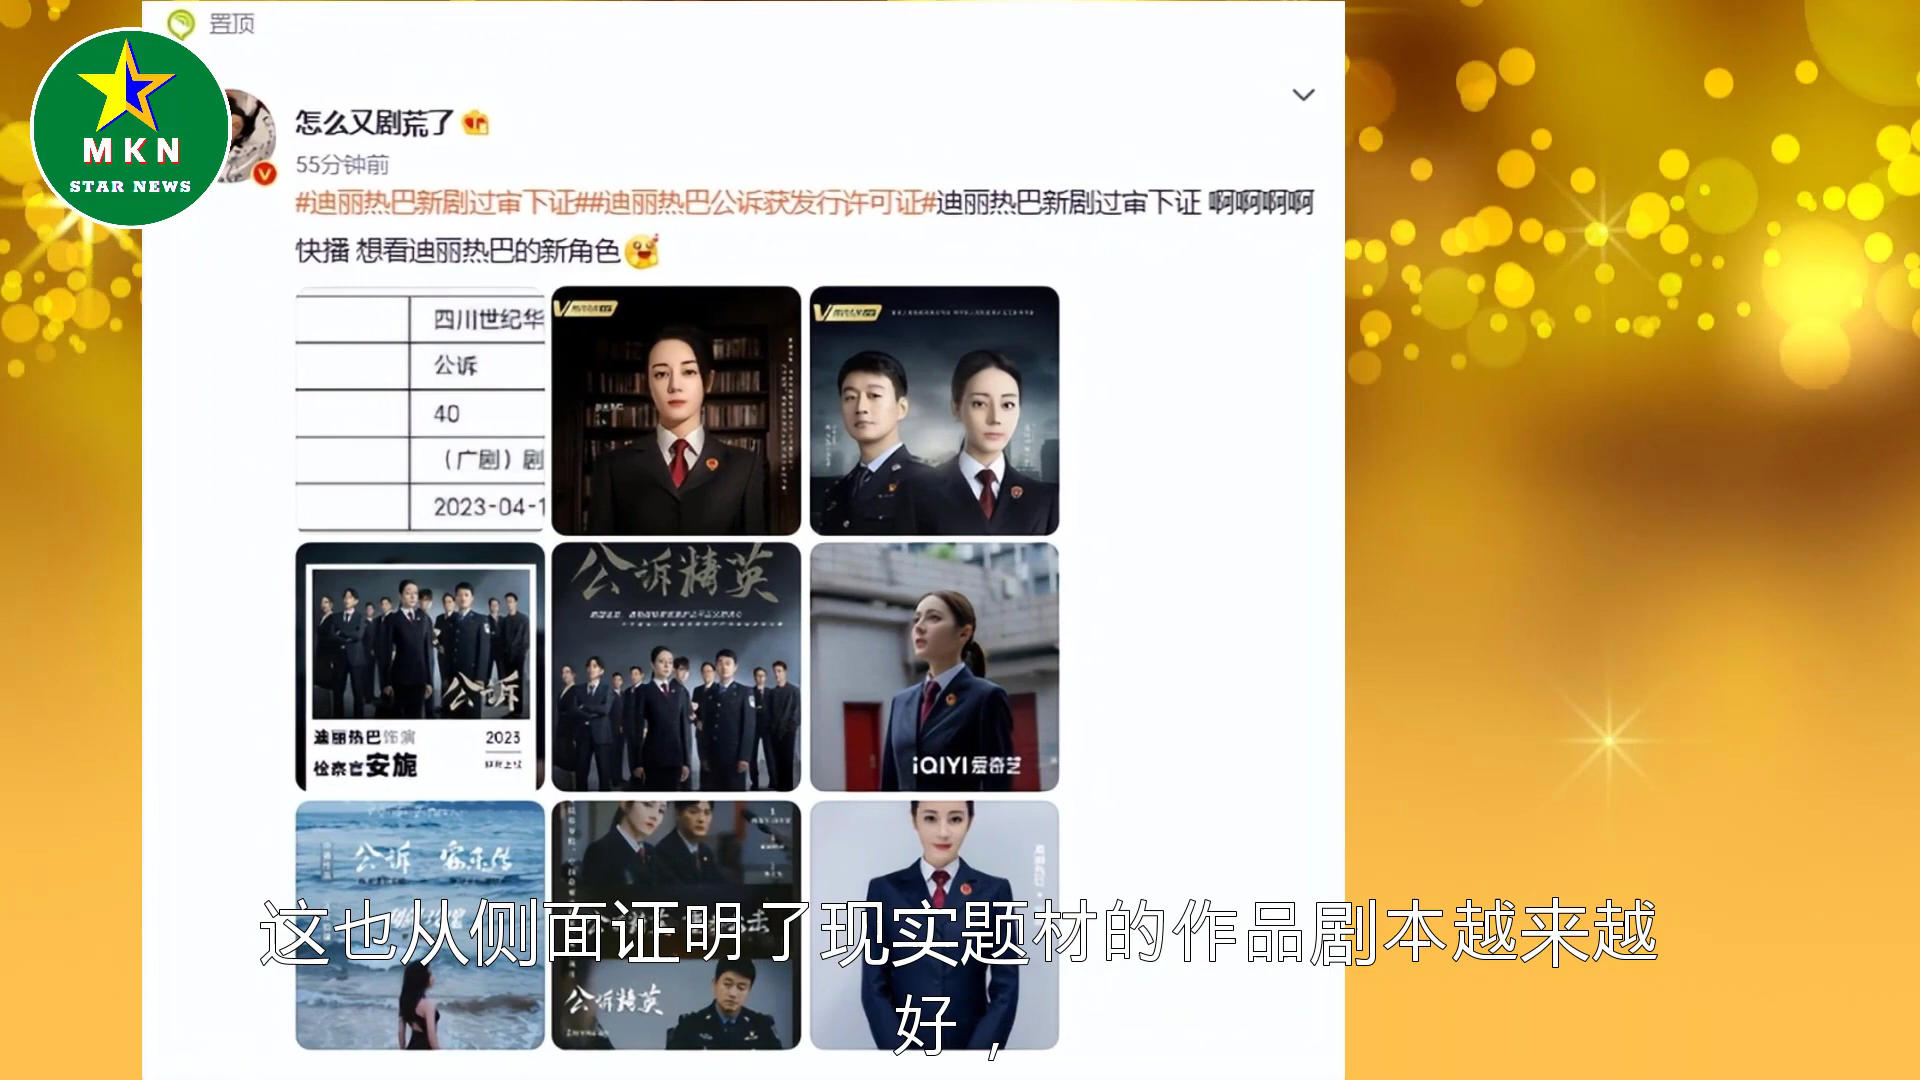 置顶
MKN
STAR NEWS
怎么又剧荒了
55分钟前
#迪丽热巴新剧过审下证##迪丽热巴公诉获发行许可证#迪丽热巴新剧过审下证 啊啊啊啊
快播 想看迪丽热巴的新角色
四川世纪华
公诉
40
（广剧）剧
2023-04-1
公诉
迪丽热巴饰演
检察官安旎
2023
公诉精英
iQIYI 爱奇艺
公诉 安乐传
公诉精英
这也从侧面证明了现实题材的作品剧本越来越
好，